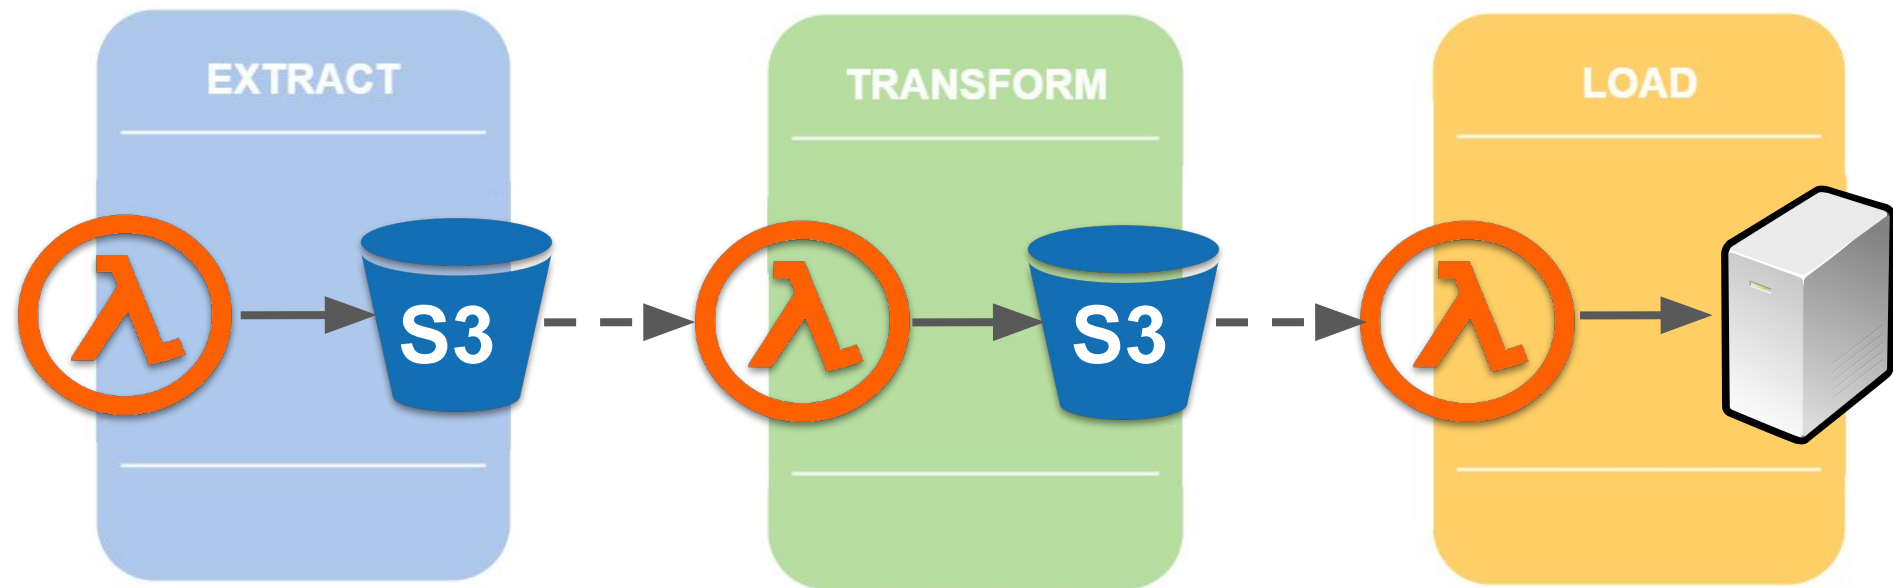 EXTRACT
TRANSFORM
LOAD
λ
S3
λ
S3
λ